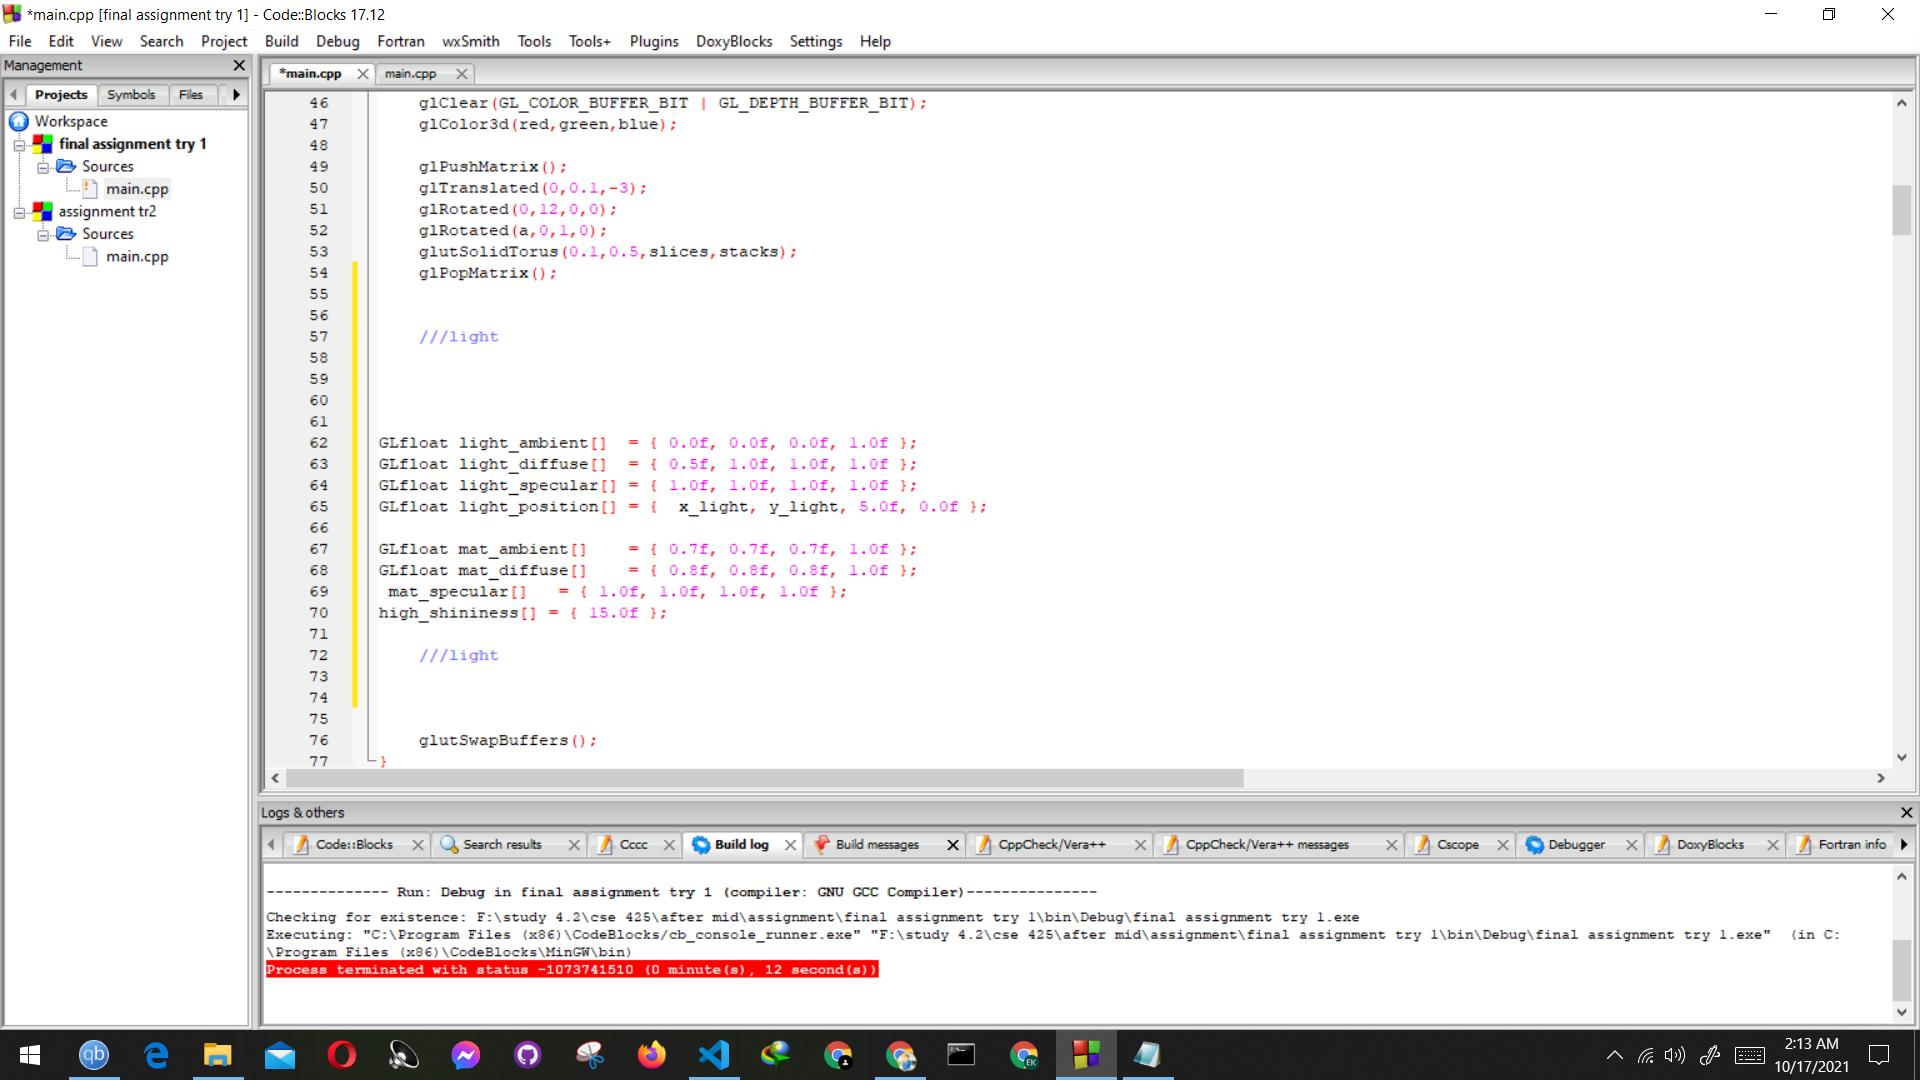 *main.cpp [final assignment try 1] - Code::Blocks 17.12
File Edit View Search Project Build Debug Fortran wxSmith Tools Tools+ Plugins DoxyBlocks Settings Help
Management
Projects Symbols Files
Workspace
final assignment try 1
Sources
main.cpp
assignment tr2
Sources
main.cpp
*main.cpp main.cpp
46 glClear(GL_COLOR_BUFFER_BIT | GL_DEPTH_BUFFER_BIT);
47 glColor3d(red,green,blue);
48
49 glPushMatrix();
50 glTranslated(0,0.1,-3);
51 glRotated(0,12,0,0);
52 glRotated(a,0,1,0);
53 glutSolidTorus(0.1,0.5,slices,stacks);
54 glPopMatrix();
55
56
57 ///light
58
59
60
61
62 GLfloat light_ambient[]  = { 0.0f, 0.0f, 0.0f, 1.0f };
63 GLfloat light_diffuse[]  = { 0.5f, 1.0f, 1.0f, 1.0f };
64 GLfloat light_specular[] = { 1.0f, 1.0f, 1.0f, 1.0f };
65 GLfloat light_position[] = {  x_light, y_light, 5.0f, 0.0f };
66
67 GLfloat mat_ambient[]    = { 0.7f, 0.7f, 0.7f, 1.0f };
68 GLfloat mat_diffuse[]    = { 0.8f, 0.8f, 0.8f, 1.0f };
69 mat_specular[]   = { 1.0f, 1.0f, 1.0f, 1.0f };
70 high_shininess[] = { 15.0f };
71
72 ///light
73
74
75
76 glutSwapBuffers();
77 }
Logs & others
Code::Blocks Search results Cccc Build log Build messages CppCheck/Vera++ CppCheck/Vera++ messages Cscope Debugger DoxyBlocks Fortran info
-------------- Run: Debug in final assignment try 1 (compiler: GNU GCC Compiler)---------------
Checking for existence: F:\study 4.2\cse 425\after mid\assignment\final assignment try 1\bin\Debug\final assignment try 1.exe
Executing: "C:\Program Files (x86)\CodeBlocks/cb_console_runner.exe" "F:\study 4.2\cse 425\after mid\assignment\final assignment try 1\bin\Debug\final assignment try 1.exe"  (in C:
\Program Files (x86)\CodeBlocks\MinGW\bin)
Process terminated with status -1073741510 (0 minute(s), 12 second(s))
qb
EK
2:13 AM
10/17/2021